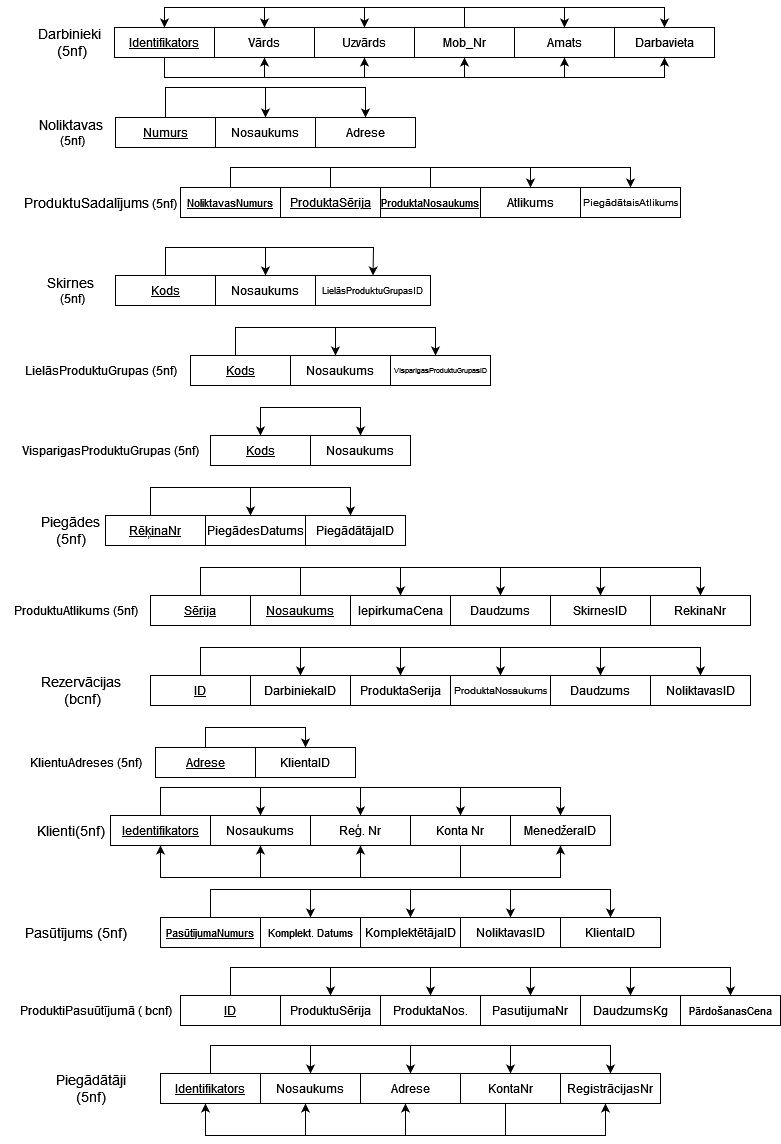 Darbinieki
(5nf)
Identifikators Vārds Uzvārds Mob_Nr Amats Darbavieta
Noliktavas
(5nf)
Numurs Nosaukums Adrese
ProduktuSadalījums (5nf)
NoliktavasNumurs ProduktaSērija ProduktaNosaukums Atlikums PiegādātaisAtlikums
Skirnes
(5nf)
Kods Nosaukums LielāsProduktuGrupasID
LielāsProduktuGrupas (5nf)
Kods Nosaukums VisparigasProduktuGrupasID
VisparigasProduktuGrupas (5nf)
Kods Nosaukums
Piegādes
(5nf)
RēķinaNr PiegādesDatums PiegādātājaID
ProduktuAtlikums (5nf)
Sērija Nosaukums IepirkumaCena Daudzums SkirnesID RekinaNr
Rezervācijas
(bcnf)
ID DarbiniekaID ProduktaSerija ProduktaNosaukums Daudzums NoliktavasID
KlientuAdreses (5nf)
Adrese KlientaID
Klienti(5nf)
Iedentifikators Nosaukums Reģ. Nr Konta Nr MenedžeraID
Pasūtījums (5nf)
PasūtījumaNumurs Komplekt. Datums KomplektētājaID NoliktavasID KlientaID
ProduktiPasuūtījumā ( bcnf)
ID ProduktuSērija ProduktaNos. PasutijumaNr DaudzumsKg PārdošanasCena
Piegādātāji
(5nf)
Identifikators Nosaukums Adrese KontaNr RegistrācijasNr